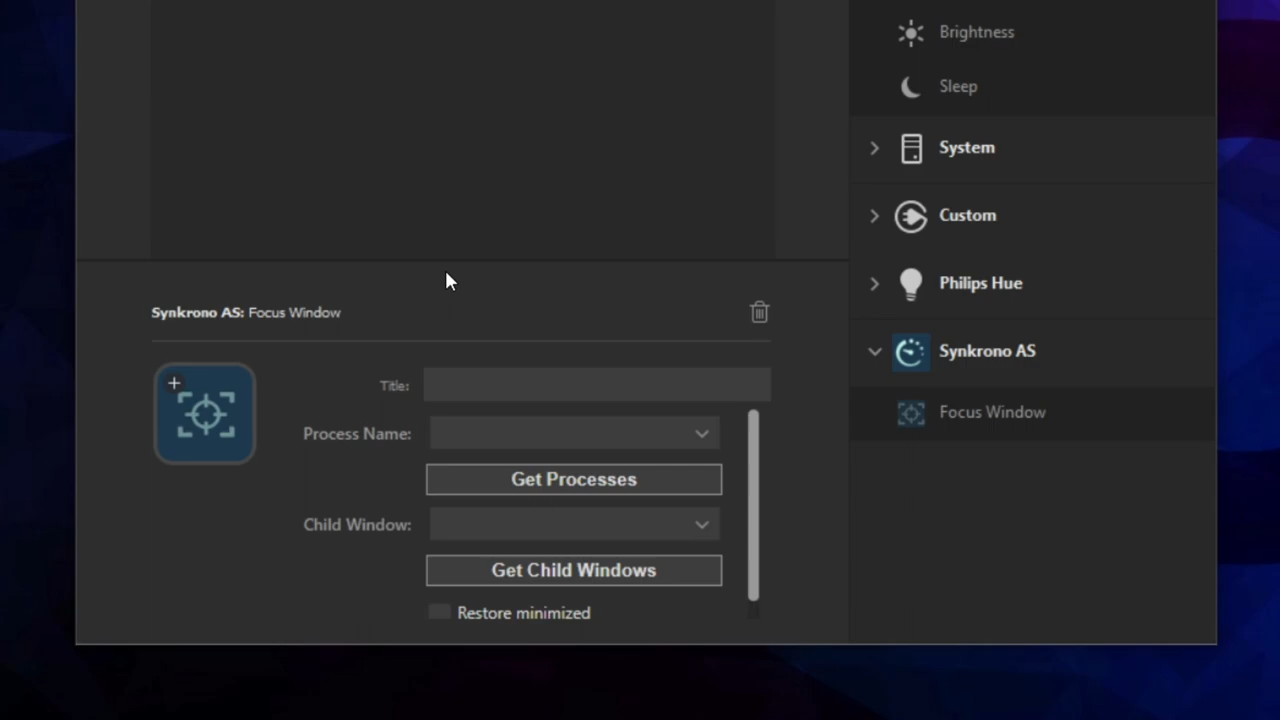 Brightness
Sleep
System
Custom
Philips Hue
Synkrono AS
Focus Window
Synkrono AS: Focus Window
Title:
Process Name:
Get Processes
Child Window:
Get Child Windows
Restore minimized